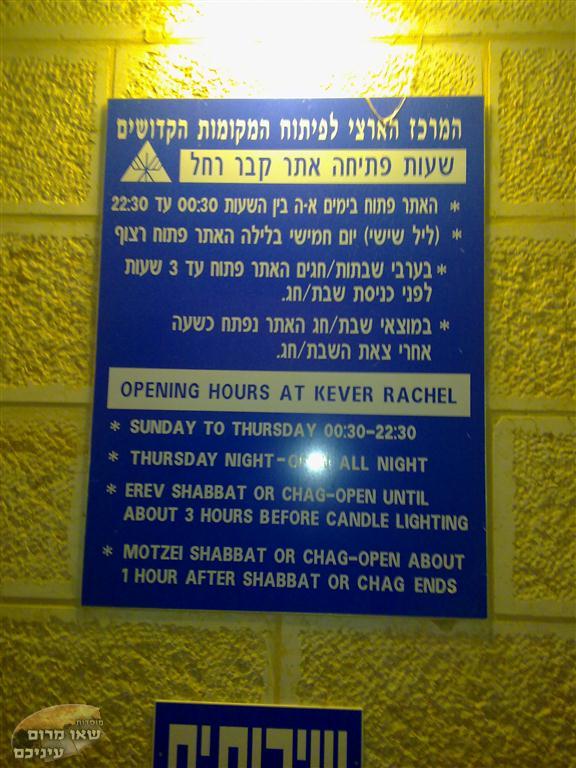 המרכז הארצי לפיתוח המקומות הקדושים
שעות פתיחה אתר קבר רחל
* האתר פתוח בימים א-ה בין השעות 00:30 עד 22:30
* (ליל שישי) יום חמישי בלילה האתר פתוח רצוף
* בערבי שבתות/חגים האתר פתוח עד 3 שעות
לפני כניסת שבת/חג.
* במוצאי שבת/חג האתר נפתח כשעה
אחרי צאת השבת/חג.
OPENING HOURS AT KEVER RACHEL
* SUNDAY TO THURSDAY 00:30-22:30
* THURSDAY NIGHT- ALL NIGHT
* EREV SHABBAT OR CHAG-OPEN UNTIL
ABOUT 3 HOURS BEFORE CANDLE LIGHTING
* MOTZEI SHABBAT OR CHAG-OPEN ABOUT
1 HOUR AFTER SHABBAT OR CHAG ENDS
מוסדות
שאו מרום
עיניכם